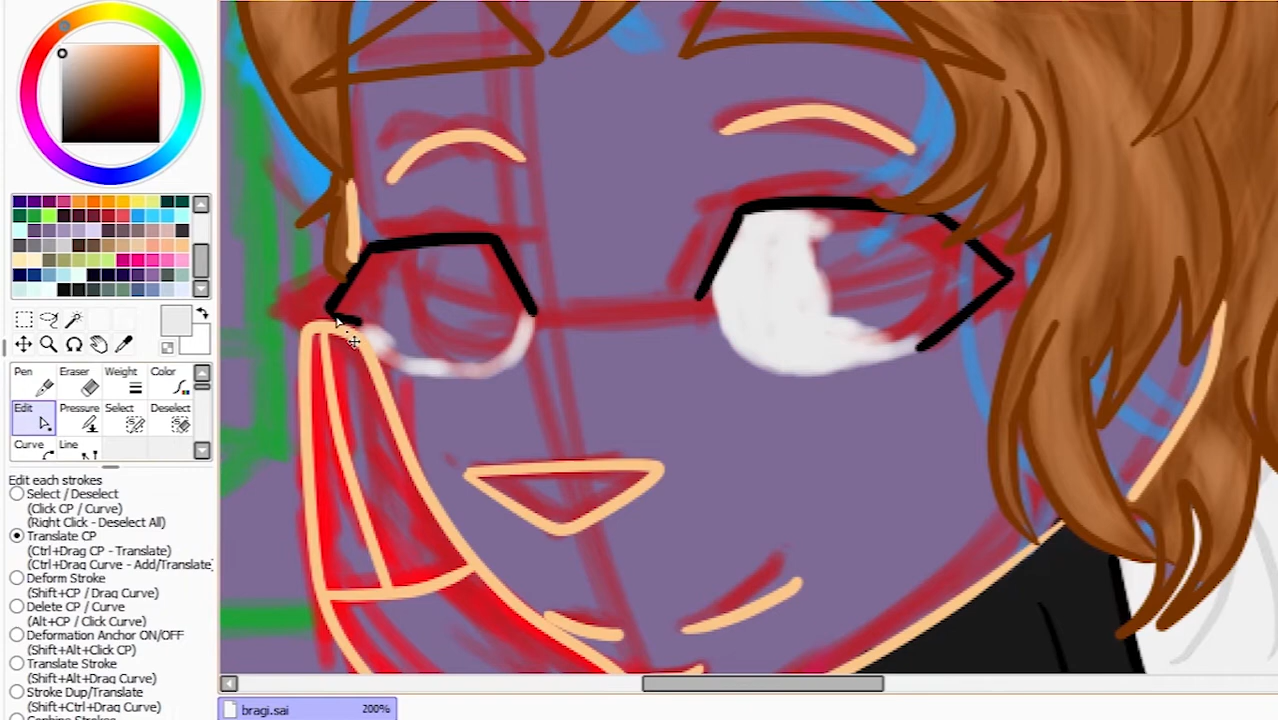 Pen
Eraser
Weight
Color
Edit
Pressure
Select
Deselect
Curve
Line
Edit each strokes
Select / Deselect
(Click CP / Curve)
(Right Click - Deselect All)
Translate CP
(Ctrl+Drag CP - Translate)
(Ctrl+Drag Curve - Add/Translate)
Deform Stroke
(Shift+CP / Drag Curve)
Delete CP / Curve
(Alt+CP / Click Curve)
Deformation Anchor ON/OFF
(Shift+Alt+Click CP)
Translate Stroke
(Shift+Alt+Drag Curve)
Stroke Dup/Translate
(Shift+Ctrl+Drag Curve)
bragi.sai 200%